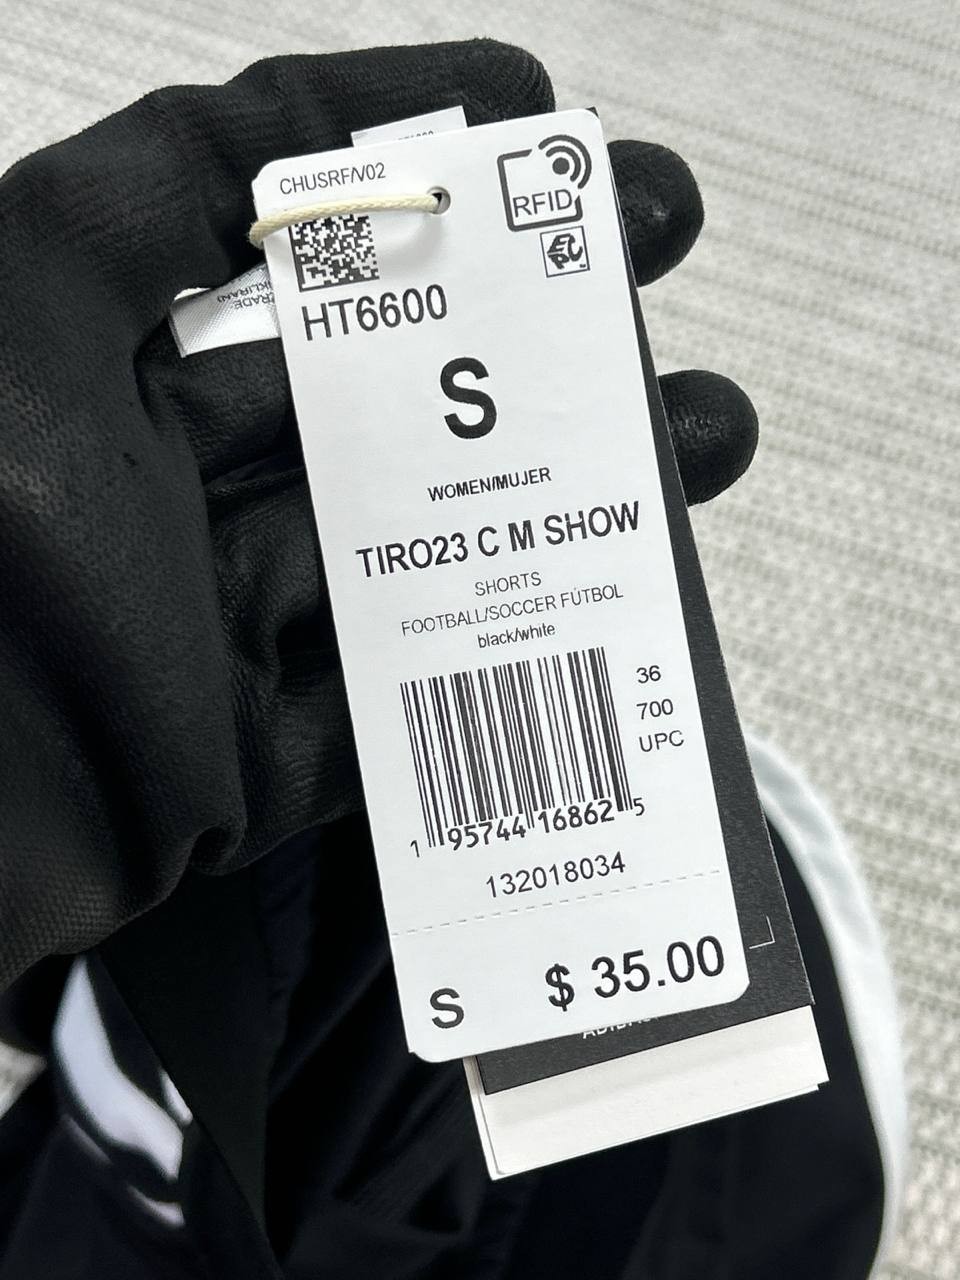 CHUSRF/V02
RFID
EPC
HT6600
S
WOMEN/MUJER
TIRO23 C M SHOW
SHORTS
FOOTBALL/SOCCER FÚTBOL
black/white
36
700
UPC
1 95744 16862 5
132018034
S $ 35.00